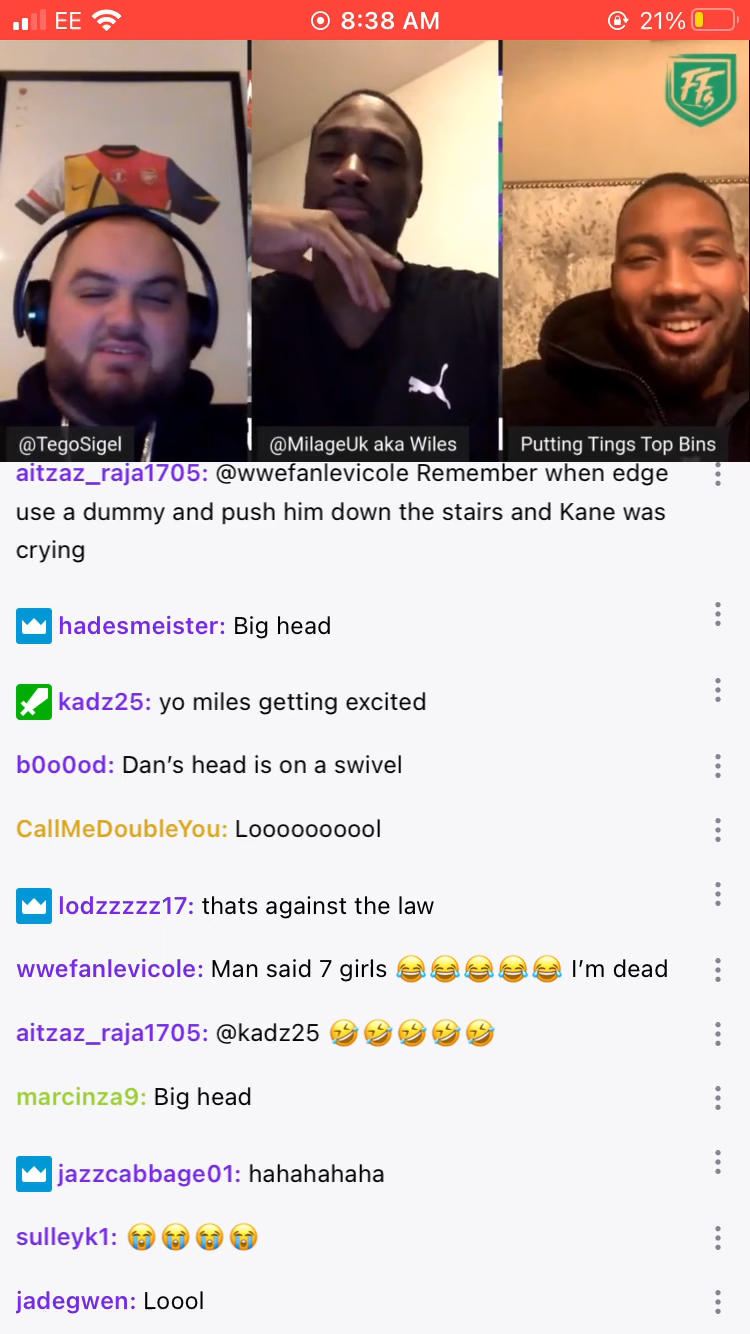 EE 8:38 AM 21%
FFs
@TegoSigel @MilageUk aka Wiles Putting Tings Top Bins
aitzaz_raja1705: @wwefanlevicole Remember when edge
use a dummy and push him down the stairs and Kane was
crying
hadesmeister: Big head
kadz25: yo miles getting excited
b0o0od: Dan’s head is on a swivel
CallMeDoubleYou: Looooooooool
lodzzzzz17: thats against the law
wwefanlevicole: Man said 7 girls 😂😂😂😂😂 I’m dead
aitzaz_raja1705: @kadz25 🤣🤣🤣🤣🤣
marcinza9: Big head
jazzcabbage01: hahahahaha
sulleyk1: 😭😭😭😭
jadegwen: Loool